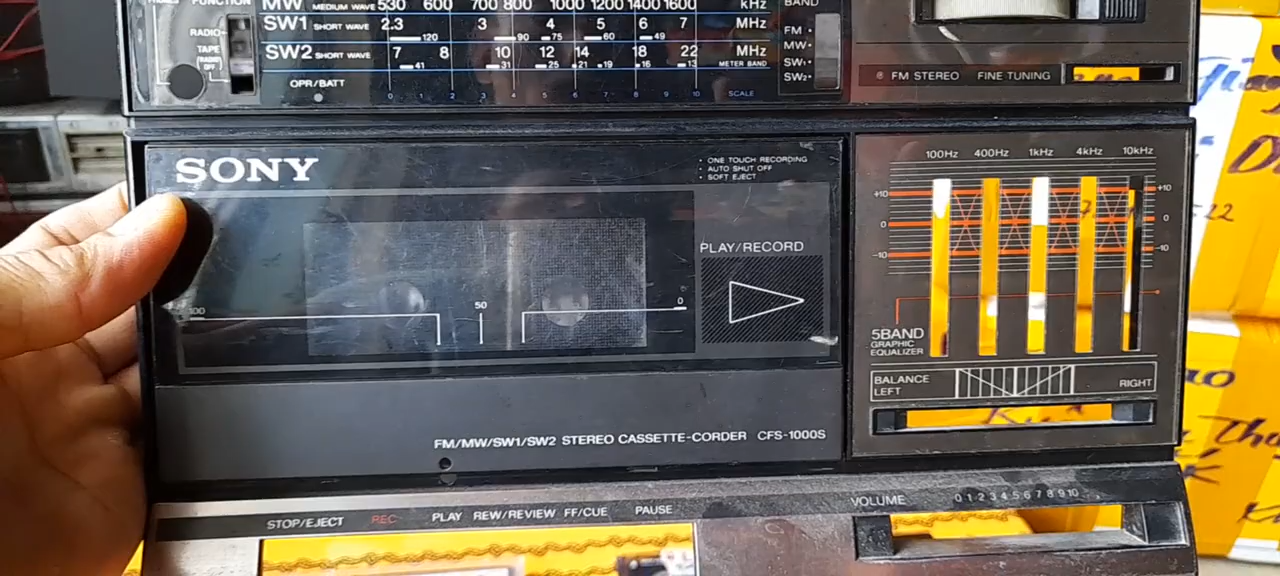 FUNCTION
RADIO
TAPE
(RADIO OFF)
MW MEDIUM WAVE 530 600 700 800 1000 1200 1400 1600 kHz
SW1 SHORT WAVE 2.3 3 4 5 6 7 MHz
120 90 75 60 49
SW2 SHORT WAVE 7 8 10 12 14 18 22 MHz
41 31 25 21 19 16 13 METER BAND
OPR/BATT
0 1 2 3 4 5 6 7 8 9 10 SCALE
BAND
FM
MW
SW1
SW2
FM STEREO FINE TUNING
SONY
ONE TOUCH RECORDING
AUTO SHUT OFF
SOFT EJECT
PLAY/RECORD
100 50 0
FM/MW/SW1/SW2 STEREO CASSETTE-CORDER CFS-1000S
100Hz 400Hz 1kHz 4kHz 10kHz
+10 +10
0 0
-10 -10
5BAND
GRAPHIC
EQUALIZER
BALANCE
LEFT RIGHT
STOP/EJECT REC PLAY REW/REVIEW FF/CUE PAUSE
VOLUME 0 1 2 3 4 5 6 7 8 9 10